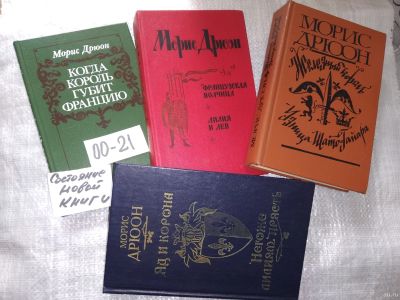 Морис Дрюон
КОГДА
КОРОЛЬ
ГУБИТ
ФРАНЦИЮ
00-21
Состояние
новой
книги
Морис Дрюон
ФРАНЦУЗСКАЯ
ВОЛЧИЦА
ЛИЛИЯ И ЛЕВ
МОРИС
ДРЮОН
Железный король
Узница Шато-Гайара
МОРИС
ДРЮОН
ЯД И КОРОНА
НЕГОЖЕ
ЛИЛИЯМ ПРЯСТЬ